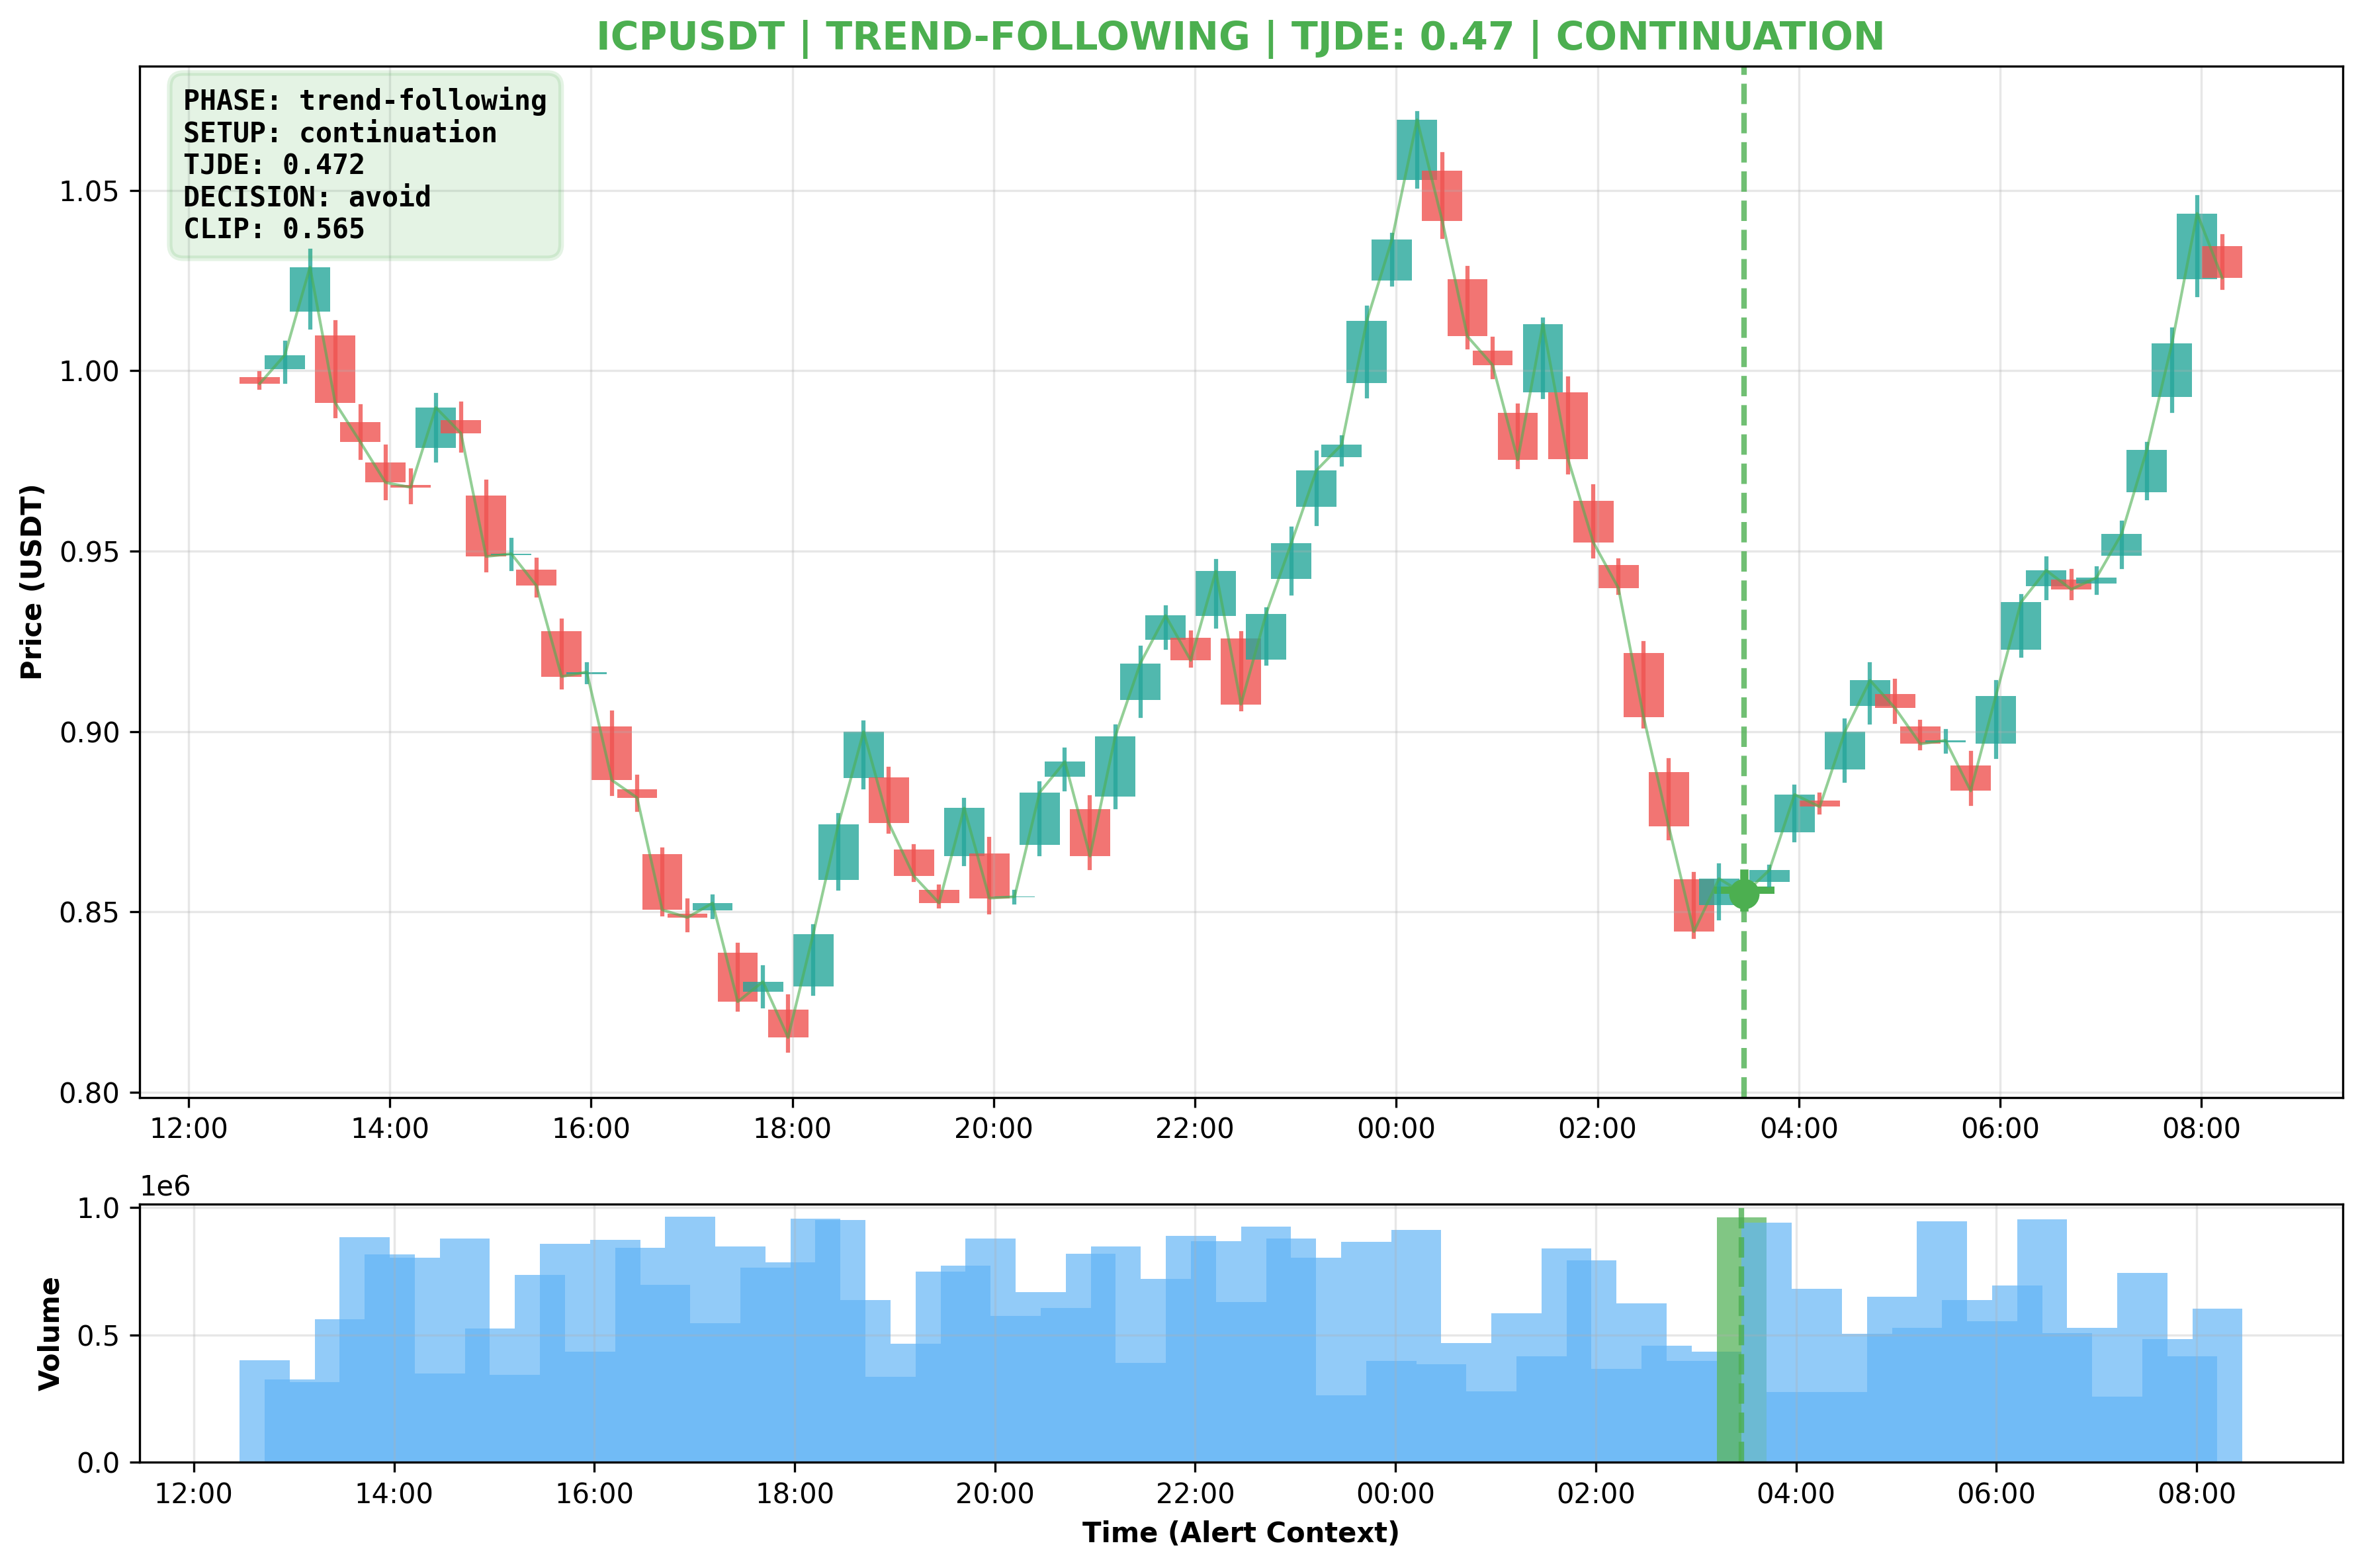 ICPUSDT | TREND-FOLLOWING | TJDE: 0.47 | CONTINUATION
PHASE: trend-following
SETUP: continuation
TJDE: 0.472
DECISION: avoid
CLIP: 0.565
Price (USDT)
1.05
1.00
0.95
0.90
0.85
0.80
12:00 14:00 16:00 18:00 20:00 22:00 00:00 02:00 04:00 06:00 08:00
1e6
Volume
1.0
0.5
0.0
12:00 14:00 16:00 18:00 20:00 22:00 00:00 02:00 04:00 06:00 08:00
Time (Alert Context)